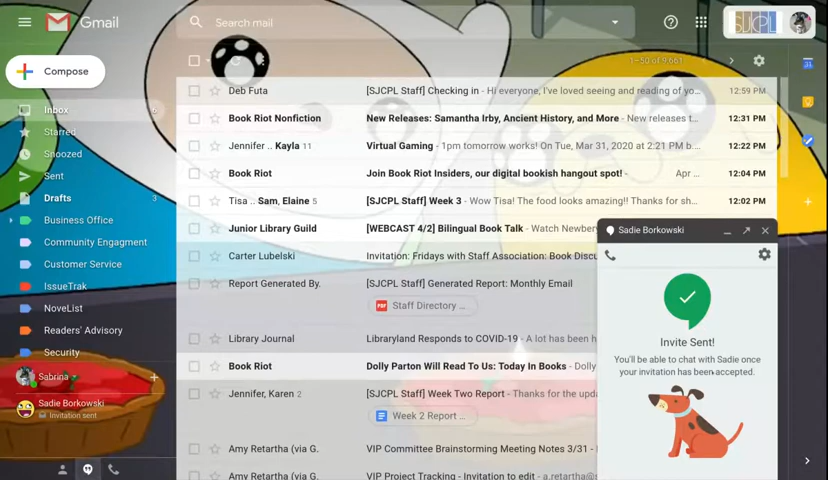 Gmail
Search mail
SJCPL
Compose
1–50 of 9,661
Inbox
Starred
Snoozed
Sent
Drafts 3
Business Office
Community Engagment
Customer Service
IssueTrak
NoveList
Readers' Advisory
Security
Sabrina
Sadie Borkowski
Invitation sent
Deb Futa [SJCPL Staff] Checking in - Hi everyone, I've loved seeing and reading of yo... 12:59 PM
Book Riot Nonfiction New Releases: Samantha Irby, Ancient History, and More - New releases t... 12:31 PM
Jennifer .. Kayla 11 Virtual Gaming - 1pm tomorrow works! On Tue, Mar 31, 2020 at 2:21 PM b... 12:22 PM
Book Riot Join Book Riot Insiders, our digital bookish hangout spot! - Apr ... 12:04 PM
Tisa .. Sam, Elaine 5 [SJCPL Staff] Week 3 - Wow Tisa! The food looks amazing!! Thanks for sh... 12:02 PM
Junior Library Guild [WEBCAST 4/2] Bilingual Book Talk - Watch Newber
Carter Lubelski Invitation: Fridays with Staff Association: Book Discu
Report Generated By. [SJCPL Staff] Generated Report: Monthly Email
PDF Staff Directory ...
Library Journal Libraryland Responds to COVID-19 - A lot has been h
Book Riot Dolly Parton Will Read To Us: Today In Books - Dolly
Jennifer, Karen 2 [SJCPL Staff] Week Two Report - Thanks for the upda
Week 2 Report ...
Amy Retartha (via G. VIP Committee Brainstorming Meeting Notes 3/31 -
Amy Retartha (via G. VIP Project Tracking - Invitation to edit - a.retartha@
Sadie Borkowski
Invite Sent!
You'll be able to chat with Sadie once
your invitation has been accepted.